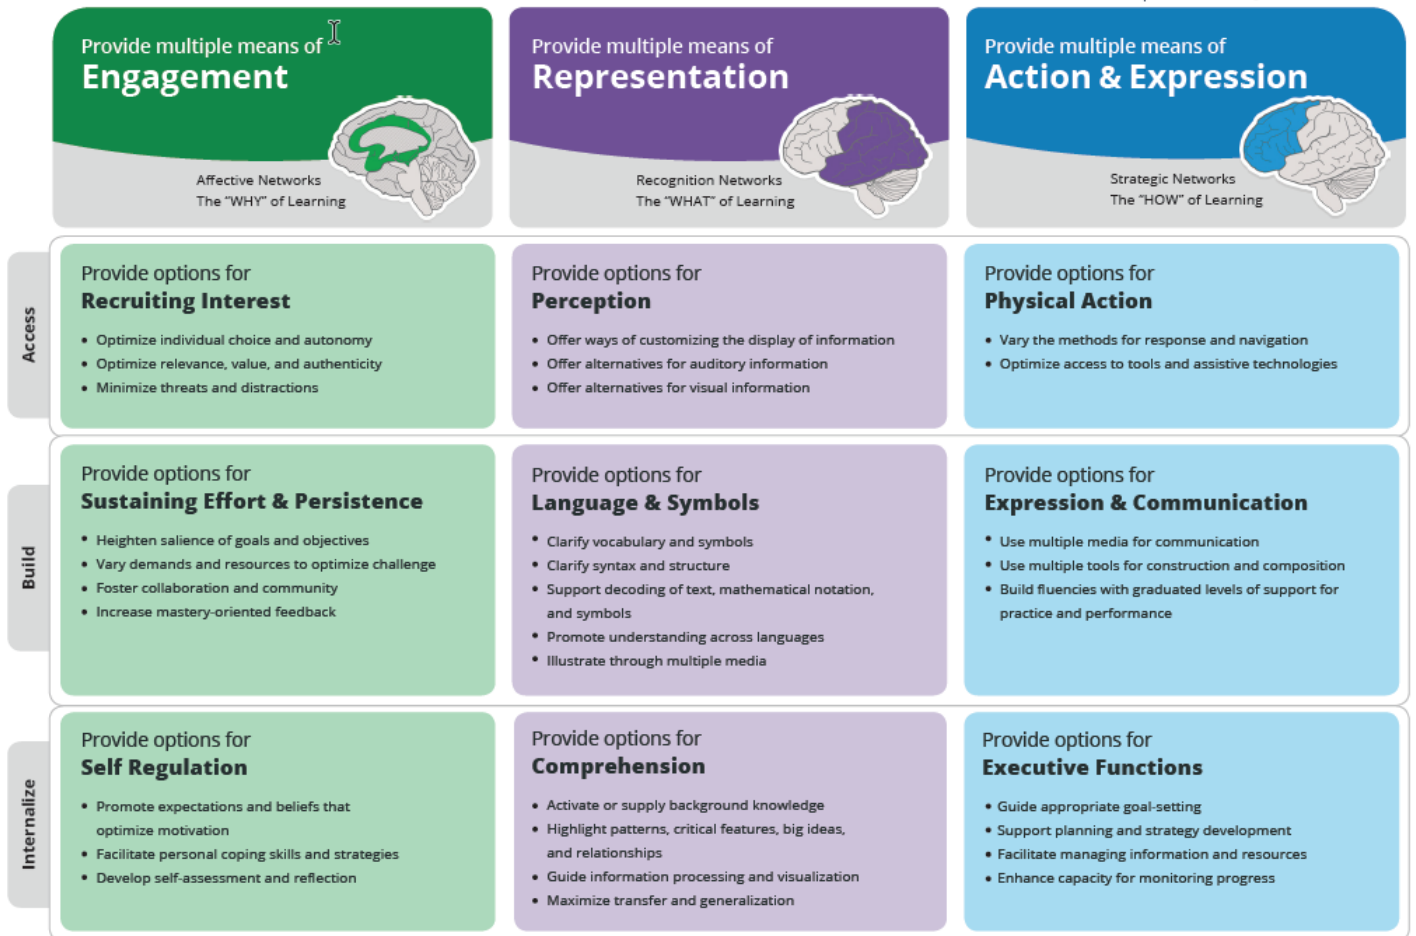 Provide multiple means of
Engagement
Affective Networks
The “WHY” of Learning
Provide multiple means of
Representation
Recognition Networks
The “WHAT” of Learning
Provide multiple means of
Action & Expression
Strategic Networks
The “HOW” of Learning
Access
Provide options for
Recruiting Interest
• Optimize individual choice and autonomy
• Optimize relevance, value, and authenticity
• Minimize threats and distractions
Provide options for
Perception
• Offer ways of customizing the display of information
• Offer alternatives for auditory information
• Offer alternatives for visual information
Provide options for
Physical Action
• Vary the methods for response and navigation
• Optimize access to tools and assistive technologies
Build
Provide options for
Sustaining Effort & Persistence
• Heighten salience of goals and objectives
• Vary demands and resources to optimize challenge
• Foster collaboration and community
• Increase mastery-oriented feedback
Provide options for
Language & Symbols
• Clarify vocabulary and symbols
• Clarify syntax and structure
• Support decoding of text, mathematical notation,
and symbols
• Promote understanding across languages
• Illustrate through multiple media
Provide options for
Expression & Communication
• Use multiple media for communication
• Use multiple tools for construction and composition
• Build fluencies with graduated levels of support for
practice and performance
Internalize
Provide options for
Self Regulation
• Promote expectations and beliefs that
optimize motivation
• Facilitate personal coping skills and strategies
• Develop self-assessment and reflection
Provide options for
Comprehension
• Activate or supply background knowledge
• Highlight patterns, critical features, big ideas,
and relationships
• Guide information processing and visualization
• Maximize transfer and generalization
Provide options for
Executive Functions
• Guide appropriate goal-setting
• Support planning and strategy development
• Facilitate managing information and resources
• Enhance capacity for monitoring progress